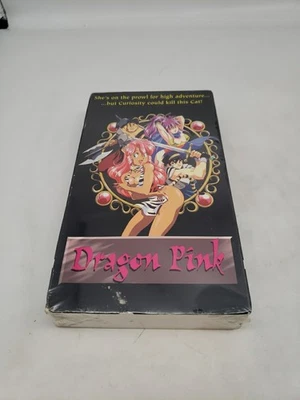 She's on the prowl for high adventure...
...but Curiosity could kill this Cat!
Dragon Pink